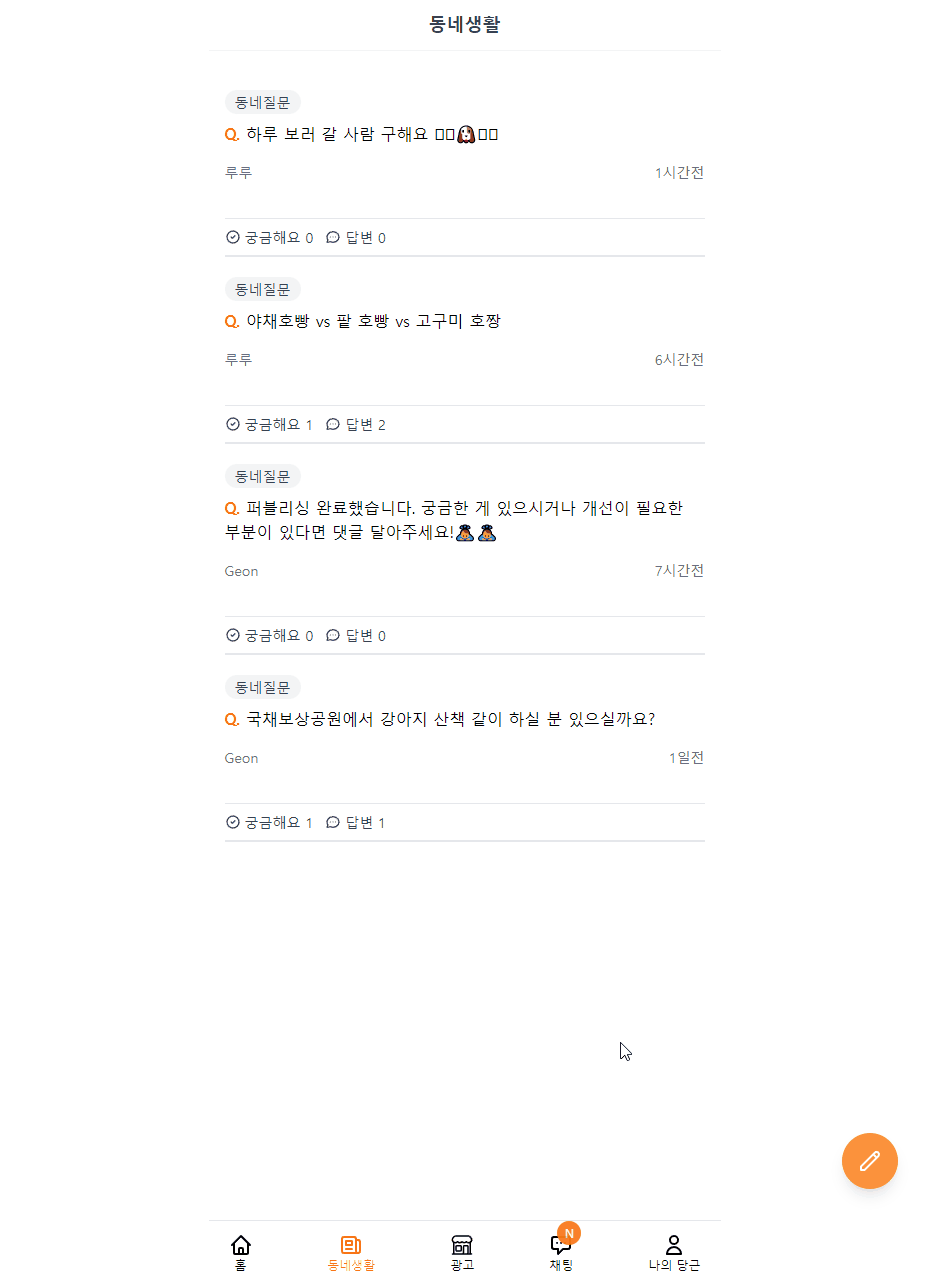 동네생활
동네질문
Q. 하루 보러 갈 사람 구해요 🐶
루루 1시간전
궁금해요 0 답변 0
동네질문
Q. 야채호빵 vs 팥 호빵 vs 고구미 호짱
루루 6시간전
궁금해요 1 답변 2
동네질문
Q. 퍼블리싱 완료했습니다. 궁금한 게 있으시거나 개선이 필요한
부분이 있다면 댓글 달아주세요!🙇🙇
Geon 7시간전
궁금해요 0 답변 0
동네질문
Q. 국채보상공원에서 강아지 산책 같이 하실 분 있으실까요?
Geon 1일전
궁금해요 1 답변 1
N
홈 동네생활 광고 채팅 나의 당근